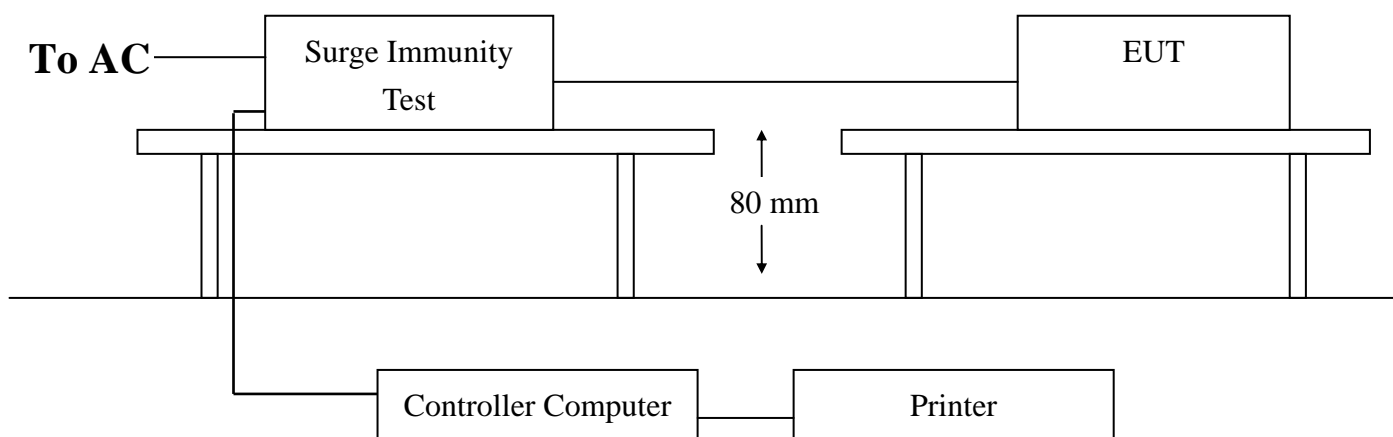 To AC
Surge Immunity
Test
EUT
80 mm
Controller Computer
Printer